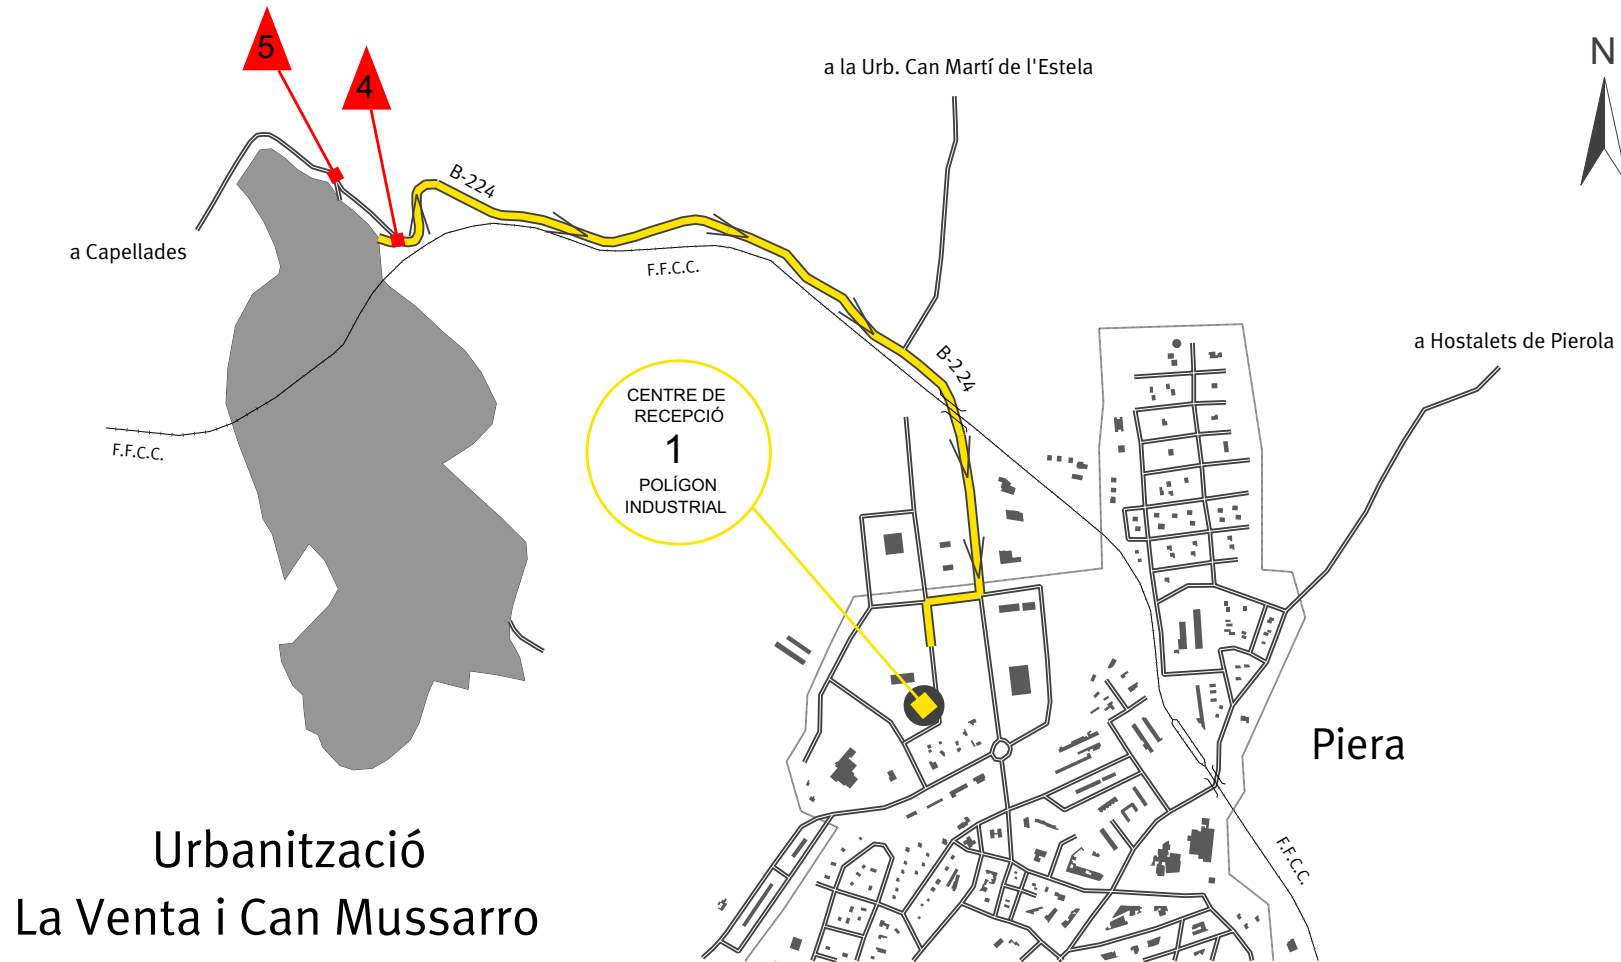 5
4
a la Urb. Can Martí de l'Estela
N
B-224
a Capellades
F.F.C.C.
a Hostalets de Pierola
B-224
CENTRE DE
RECEPCIÓ
1
POLÍGON
INDUSTRIAL
F.F.C.C.
Piera
Urbanització
La Venta i Can Mussarro
F.F.C.C.